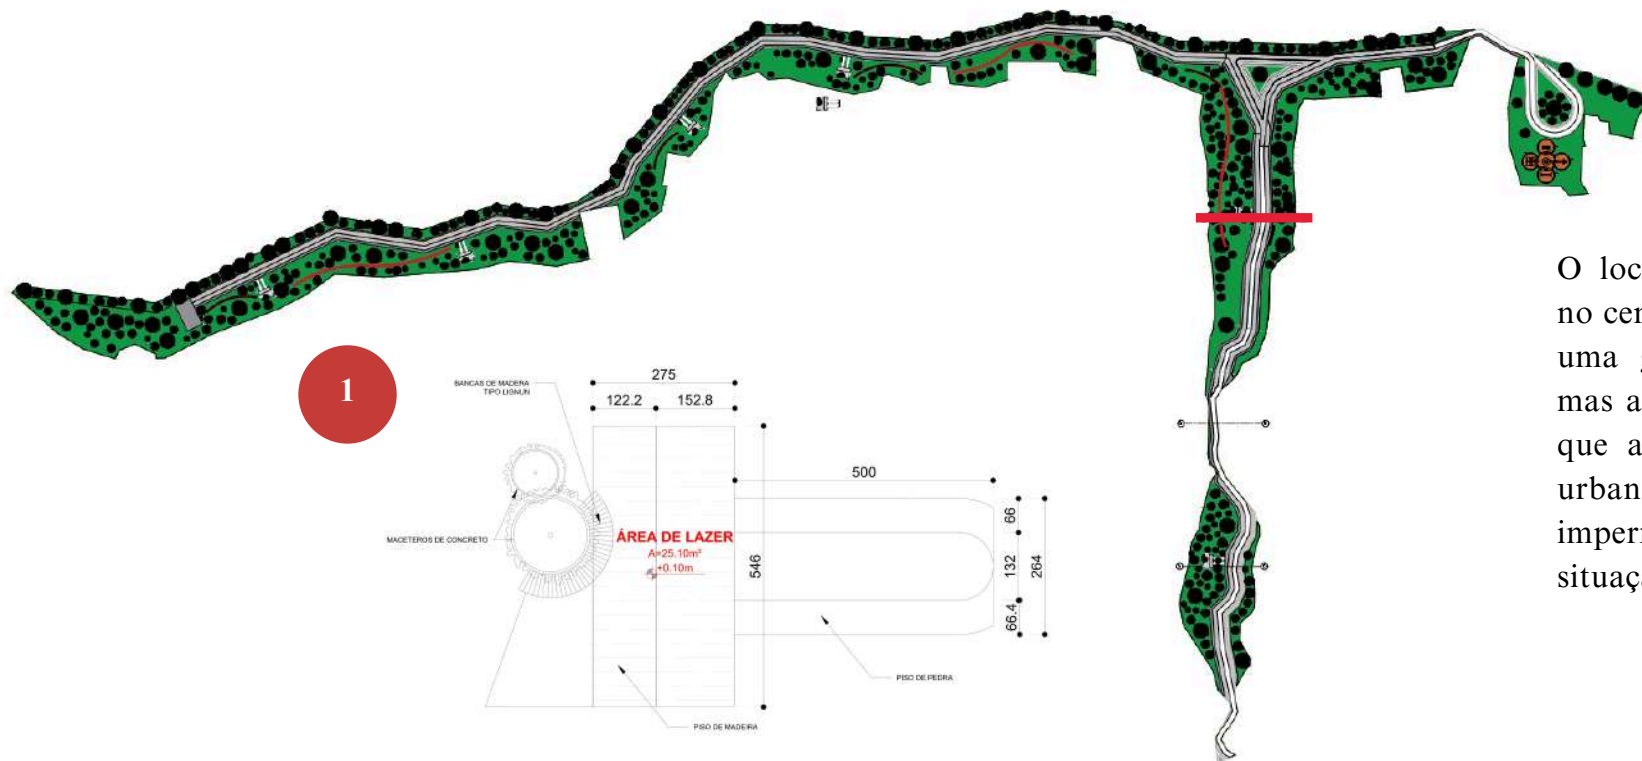 1
BANCAS DE MADERA
TIPO LIGNUN
275
122.2
152.8
500
MACETEROS DE CONCRETO
ÁREA DE LAZER
A=25.10m²
+0.10m
546
66
132
264
66.4
PISO DE PEDRA
PISO DE MADEIRA
O loc
no cer
uma
mas a
que a
urban
imper
situaç